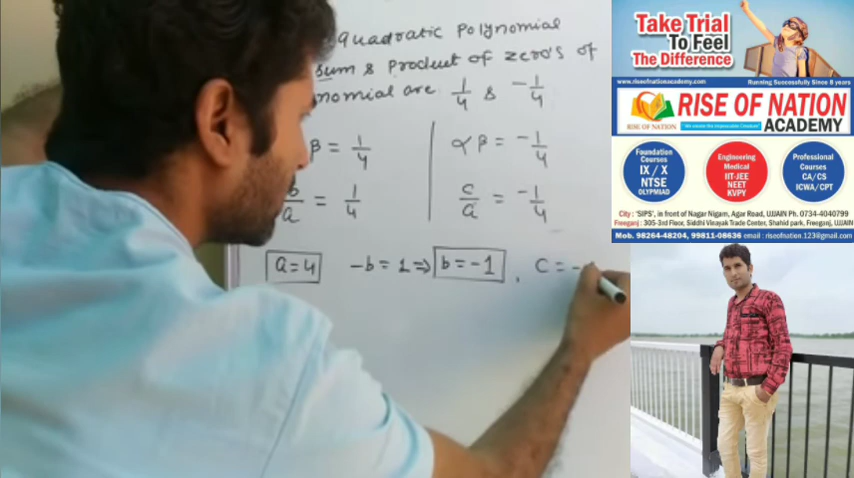 Quadratic Polynomial
sum & Product of zero's of
nomial are 1/4 & -1/4
β = 1/4 | αβ = -1/4
b/a = 1/4 | c/a = -1/4
a=4 -b=1⇒ b=-1 , C=-
Take Trial
To Feel
The Difference
www.riseofnationacademy.com Running Successfully Since 8 years
RISE OF NATION
RISE OF NATION ACADEMY
Foundation
Courses
IX / X
NTSE
OLYMPIAD
Engineering
Medical
IIT-JEE
NEET
KVPY
Professional
Courses
CA/CS
ICWA/CPT
City : 'SIPS', in front of Nagar Nigam, Agar Road, UJJAIN Ph. 0734-4040799
Freeganj : 305-3rd Floor, Siddhi Vinayak Trade Center, Shahid park, Freeganj, UJJAIN
Mob. 98264-48204, 99811-08636 email : riseofnation.123@gmail.com